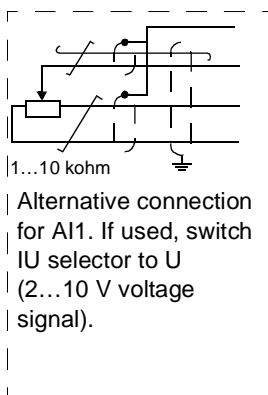 1…10 kohm
Alternative connection
for AI1. If used, switch
IU selector to U
(2…10 V voltage
signal).